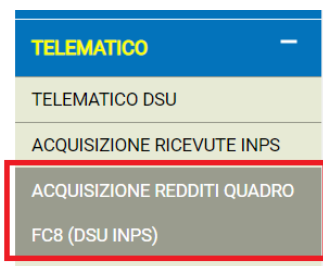 TELEMATICO –
TELEMATICO DSU
ACQUISIZIONE RICEVUTE INPS
ACQUISIZIONE REDDITI QUADRO
FC8 (DSU INPS)